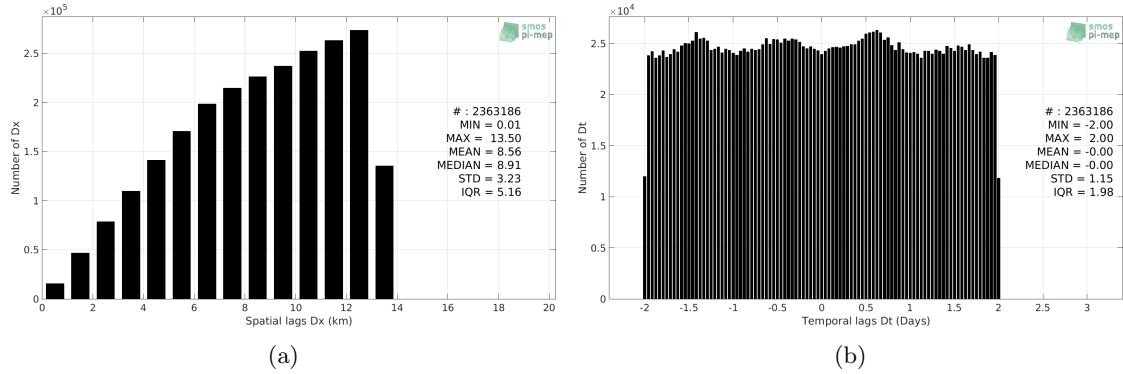 ×10⁵
2.5
2
1.5
1
0.5
0
0 2 4 6 8 10 12 14 16 18 20
Number of Dx
Spatial lags Dx (km)
smos
pi-mep
# : 2363186
MIN = 0.01
MAX = 13.50
MEAN = 8.56
MEDIAN = 8.91
STD = 3.23
IQR = 5.16
(a)
×10⁴
2.5
2
1.5
1
0.5
0
-2 -1.5 -1 -0.5 0 0.5 1 1.5 2 2.5 3
Number of Dt
Temporal lags Dt (Days)
smos
pi-mep
# : 2363186
MIN = -2.00
MAX = 2.00
MEAN = -0.00
MEDIAN = -0.00
STD = 1.15
IQR = 1.98
(b)